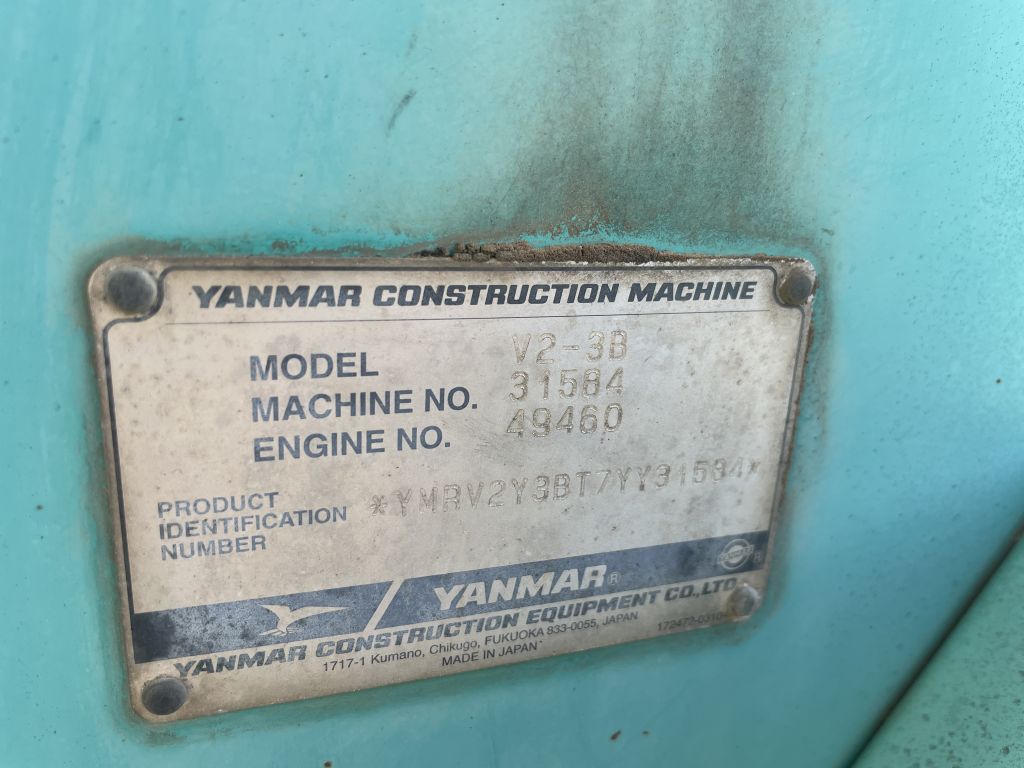 YANMAR CONSTRUCTION MACHINE
MODEL V2-3B
MACHINE NO. 31584
ENGINE NO. 49460
PRODUCT
IDENTIFICATION
NUMBER
*YMRV2Y3BT7YY31584*
YANMAR®
YANMAR CONSTRUCTION EQUIPMENT CO.,LTD.
1717-1 Kumano, Chikugo, FUKUOKA 833-0055, JAPAN
MADE IN JAPAN